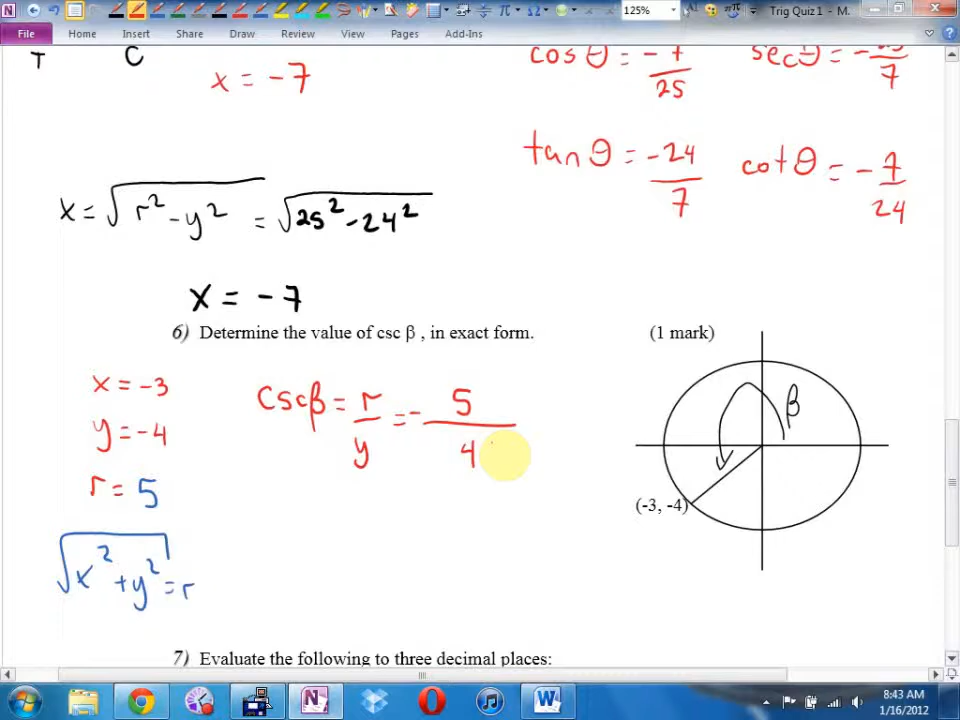 125%
Trig Quiz 1 - M.
File Home Insert Share Draw Review View Pages Add-Ins
T C
x = -7
cos θ = -7/25
7
tan θ = -24/7
cot θ = -7/24
x = √r² - y² = √25² - 24²
x = -7
6) Determine the value of csc β , in exact form. (1 mark)
x = -3
y = -4
r = 5
csc β = r/y = - 5/4
β
(-3, -4)
√x² + y² = r
7) Evaluate the following to three decimal places:
8:43 AM
1/16/2012